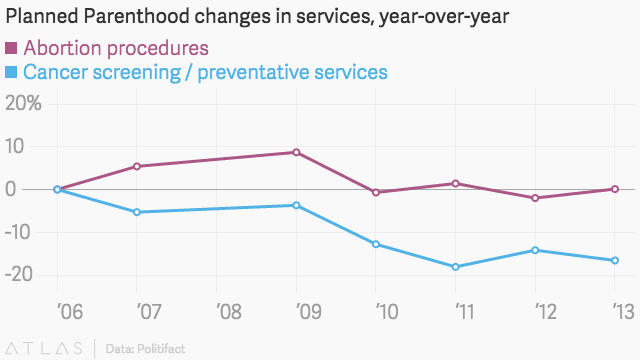 Planned Parenthood changes in services, year-over-year
Abortion procedures
Cancer screening / preventative services
20%
10
0
-10
-20
’06 ’07 ’08 ’09 ’10 ’11 ’12 ’13
ATLAS Data: Politifact